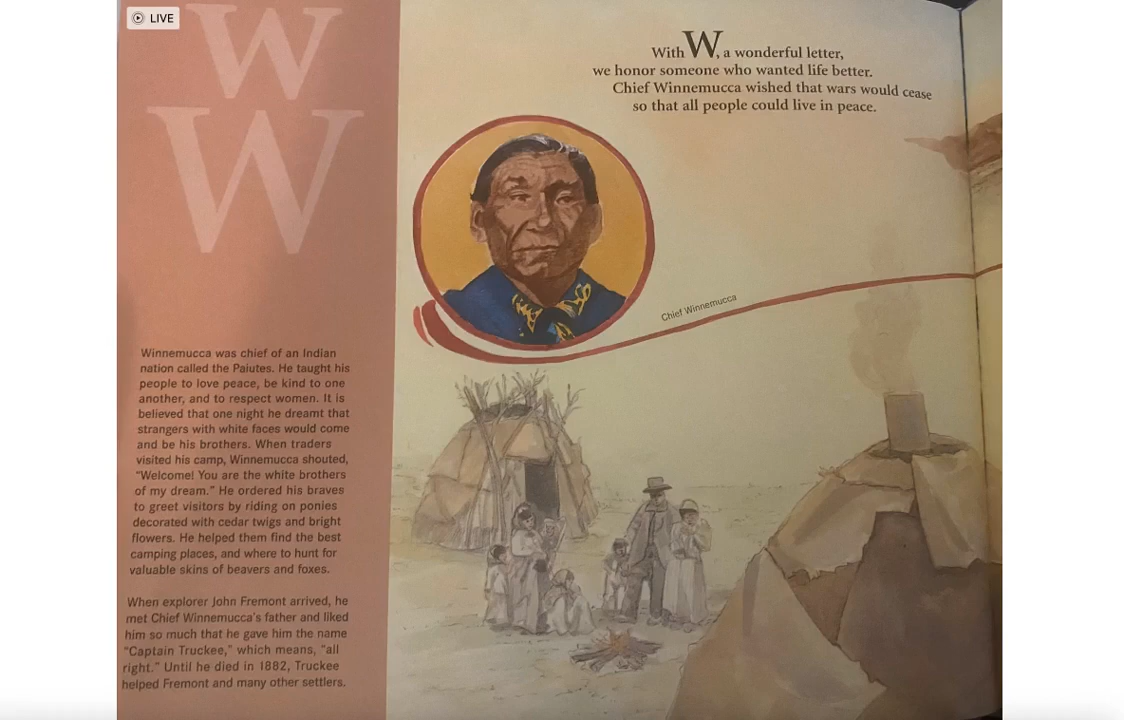 LIVE
W
W
With W, a wonderful letter,
we honor someone who wanted life better.
Chief Winnemucca wished that wars would cease
so that all people could live in peace.
Chief Winnemucca
Winnemucca was chief of an Indian
nation called the Paiutes. He taught his
people to love peace, be kind to one
another, and to respect women. It is
believed that one night he dreamt that
strangers with white faces would come
and be his brothers. When traders
visited his camp, Winnemucca shouted,
“Welcome! You are the white brothers
of my dream.” He ordered his braves
to greet visitors by riding on ponies
decorated with cedar twigs and bright
flowers. He helped them find the best
camping places, and where to hunt for
valuable skins of beavers and foxes.
When explorer John Fremont arrived, he
met Chief Winnemucca's father and liked
him so much that he gave him the name
“Captain Truckee,” which means, “all
right.” Until he died in 1882, Truckee
helped Fremont and many other settlers.